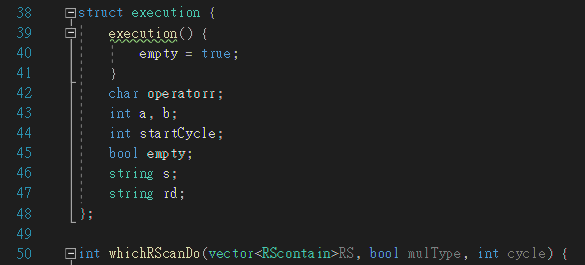 38 struct execution {
39 execution() {
40 empty = true;
41 }
42 char operatorr;
43 int a, b;
44 int startCycle;
45 bool empty;
46 string s;
47 string rd;
48 };
49
50 int whichRScanDo(vector<RScontain>RS, bool mulType, int cycle) {